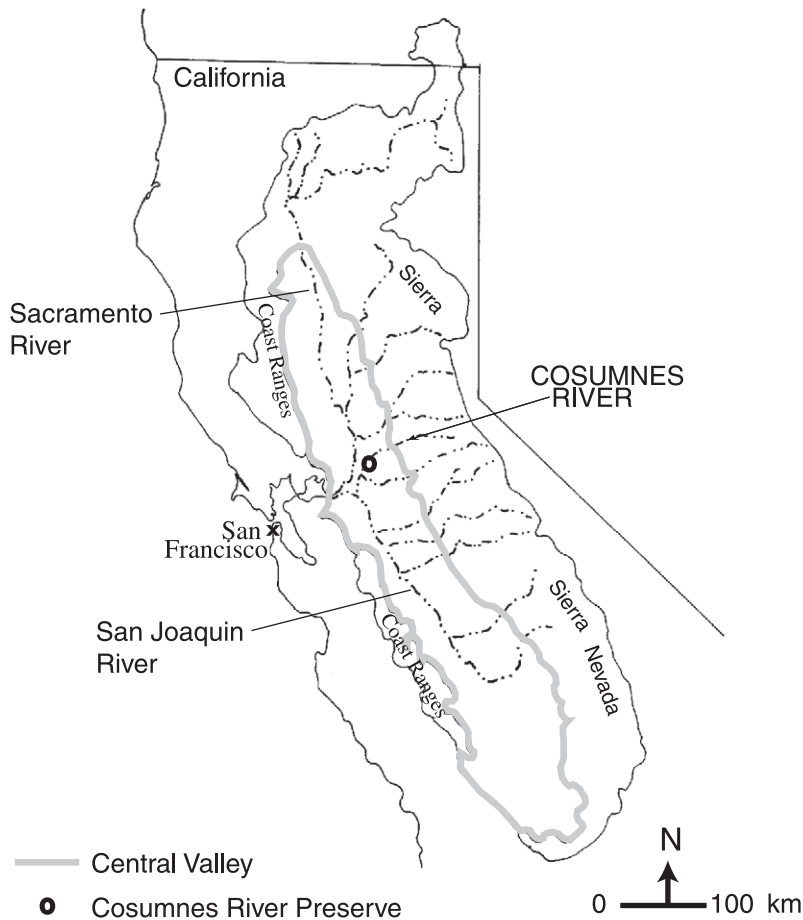 California
Sierra
Sacramento
River
Coast Ranges
COSUMNES
RIVER
San
Francisco
San Joaquin
River
Coast Ranges
Sierra Nevada
N
Central Valley
0 100 km
Cosumnes River Preserve